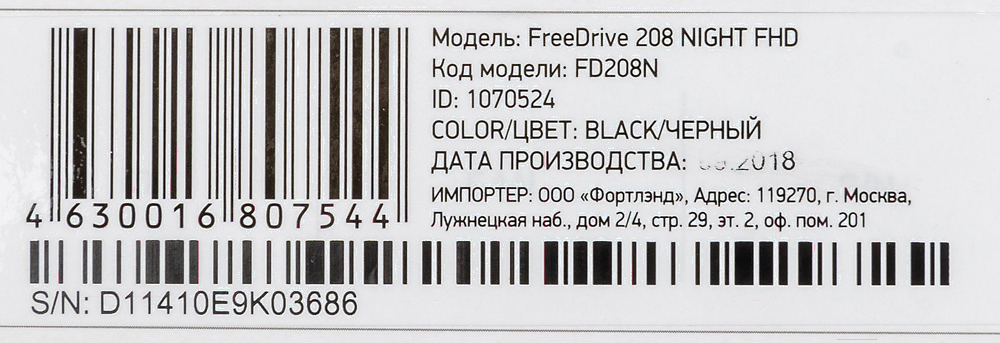 Модель: FreeDrive 208 NIGHT FHD
Код модели: FD208N
ID: 1070524
COLOR/ЦВЕТ: BLACK/ЧЕРНЫЙ
ДАТА ПРОИЗВОДСТВА: .2018
ИМПОРТЕР: ООО «Фортлэнд», Адрес: 119270, г. Москва,
Лужнецкая наб., дом 2/4, стр. 29, эт. 2, оф. пом. 201
4 630016 807544
S/N: D11410E9K03686